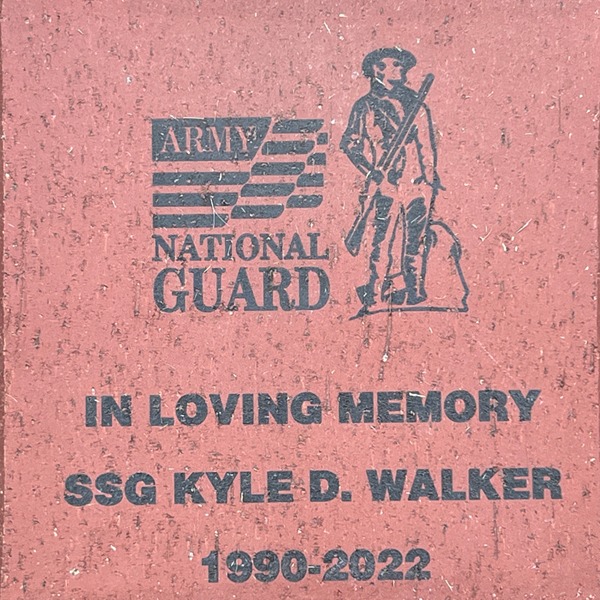 ARMY
NATIONAL
GUARD
IN LOVING MEMORY
SSG KYLE D. WALKER
1990-2022